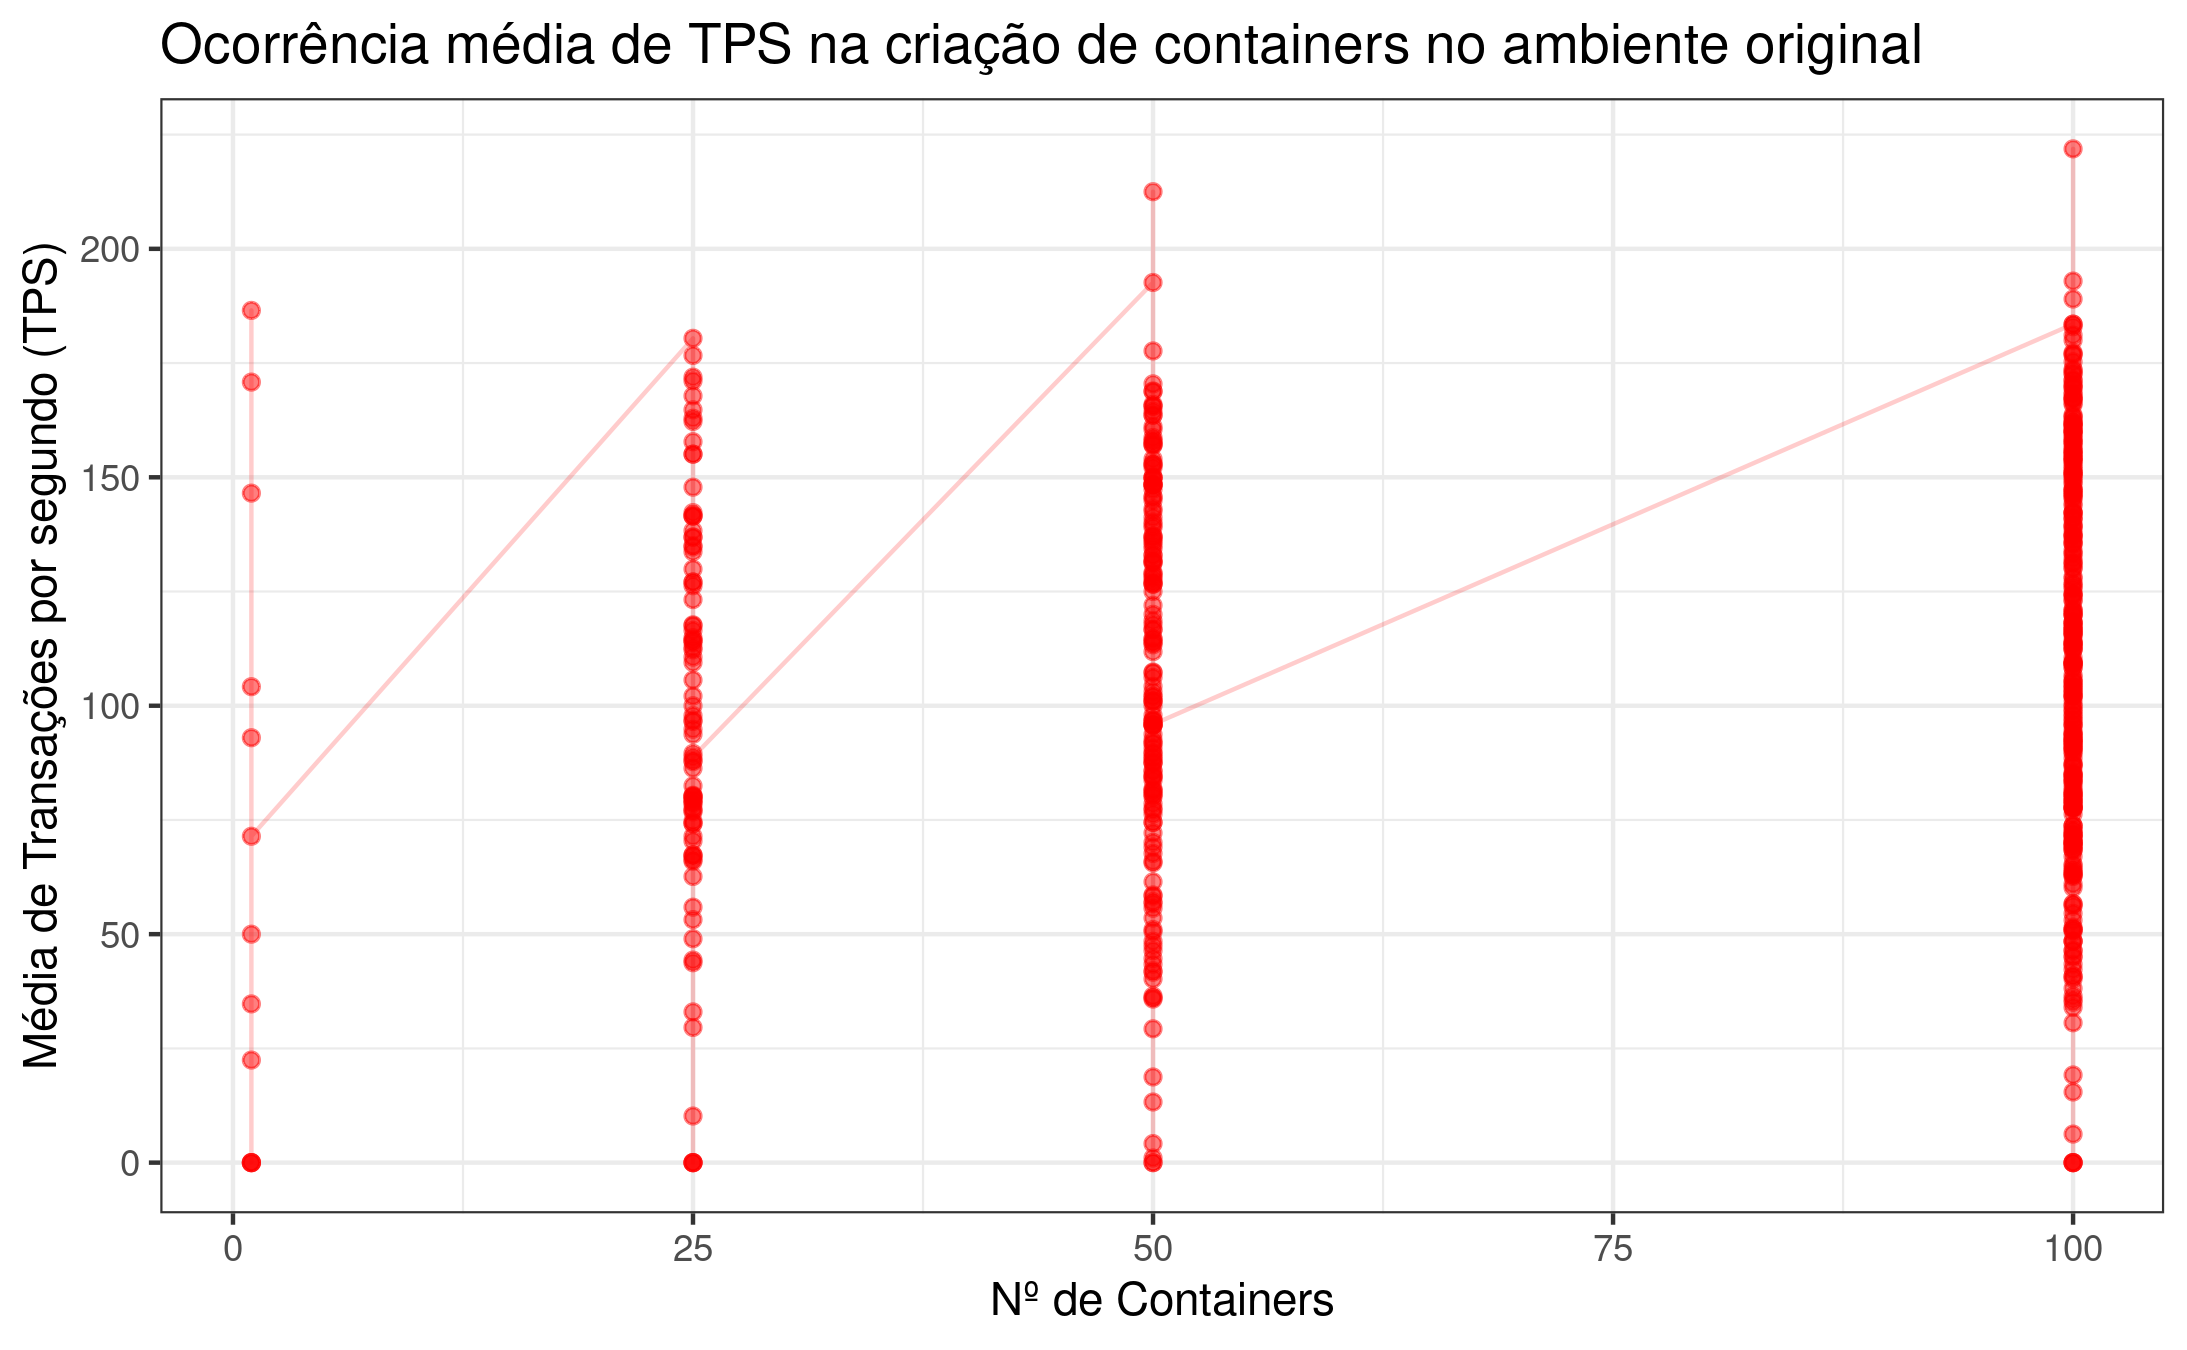 Ocorrência média de TPS na criação de containers no ambiente original
Média de Transações por segundo (TPS)
200
150
100
50
0
0 25 50 75 100
Nº de Containers